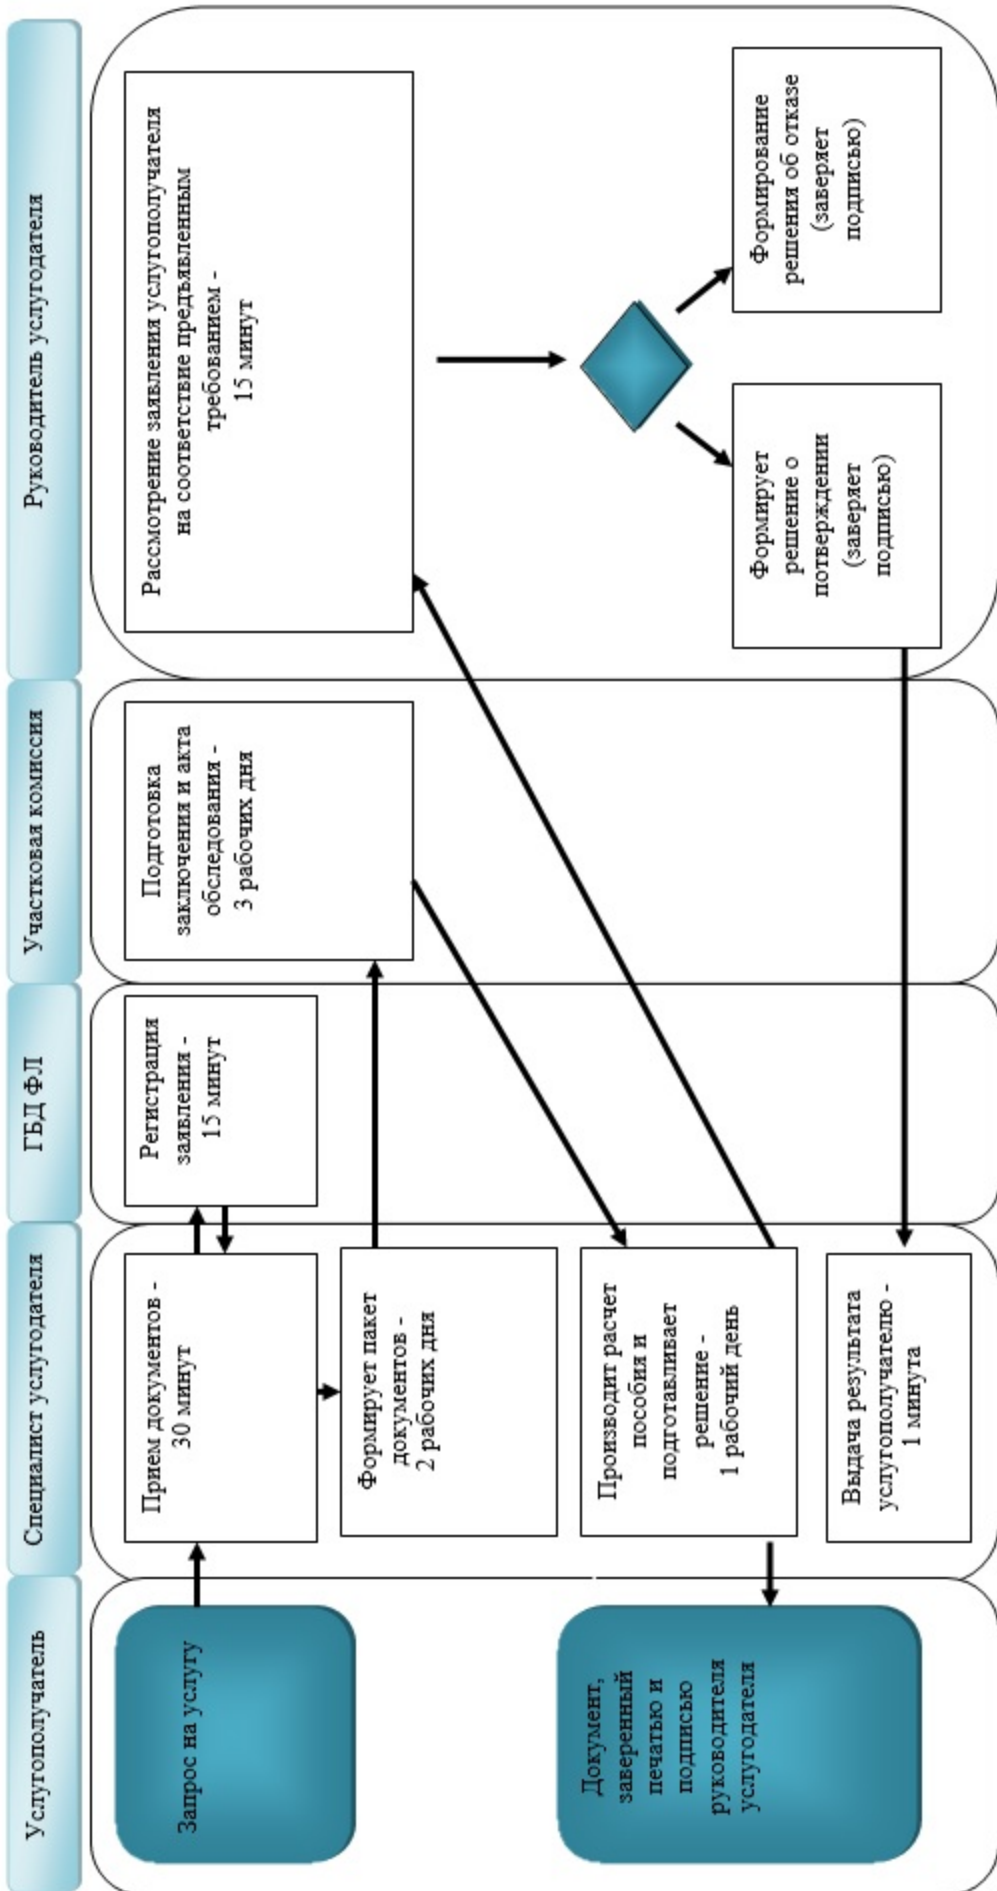 Услугополучатель
Специалист услугодателя
ГБД ФЛ
Участковая комиссия
Руководитель услугодателя
Запрос на услугу
Прием документов -
30 минут
Регистрация
заявления -
15 минут
Подготовка
заключения и акта
обследования -
3 рабочих дня
Рассмотрение заявления услугополучателя
на соответствие предъявленным
требованием -
15 минут
Формирует пакет
документов -
2 рабочих дня
Документ,
заверенный
печатью и
подписью
руководителя
услугодателя
Производит расчет
пособия и
подготавливает
решение -
1 рабочий день
Формирует
решение о
потверждении
(заверяет
подписью)
Формирование
решения об отказе
(заверяет
подписью)
Выдача результата
услугополучателю -
1 минута